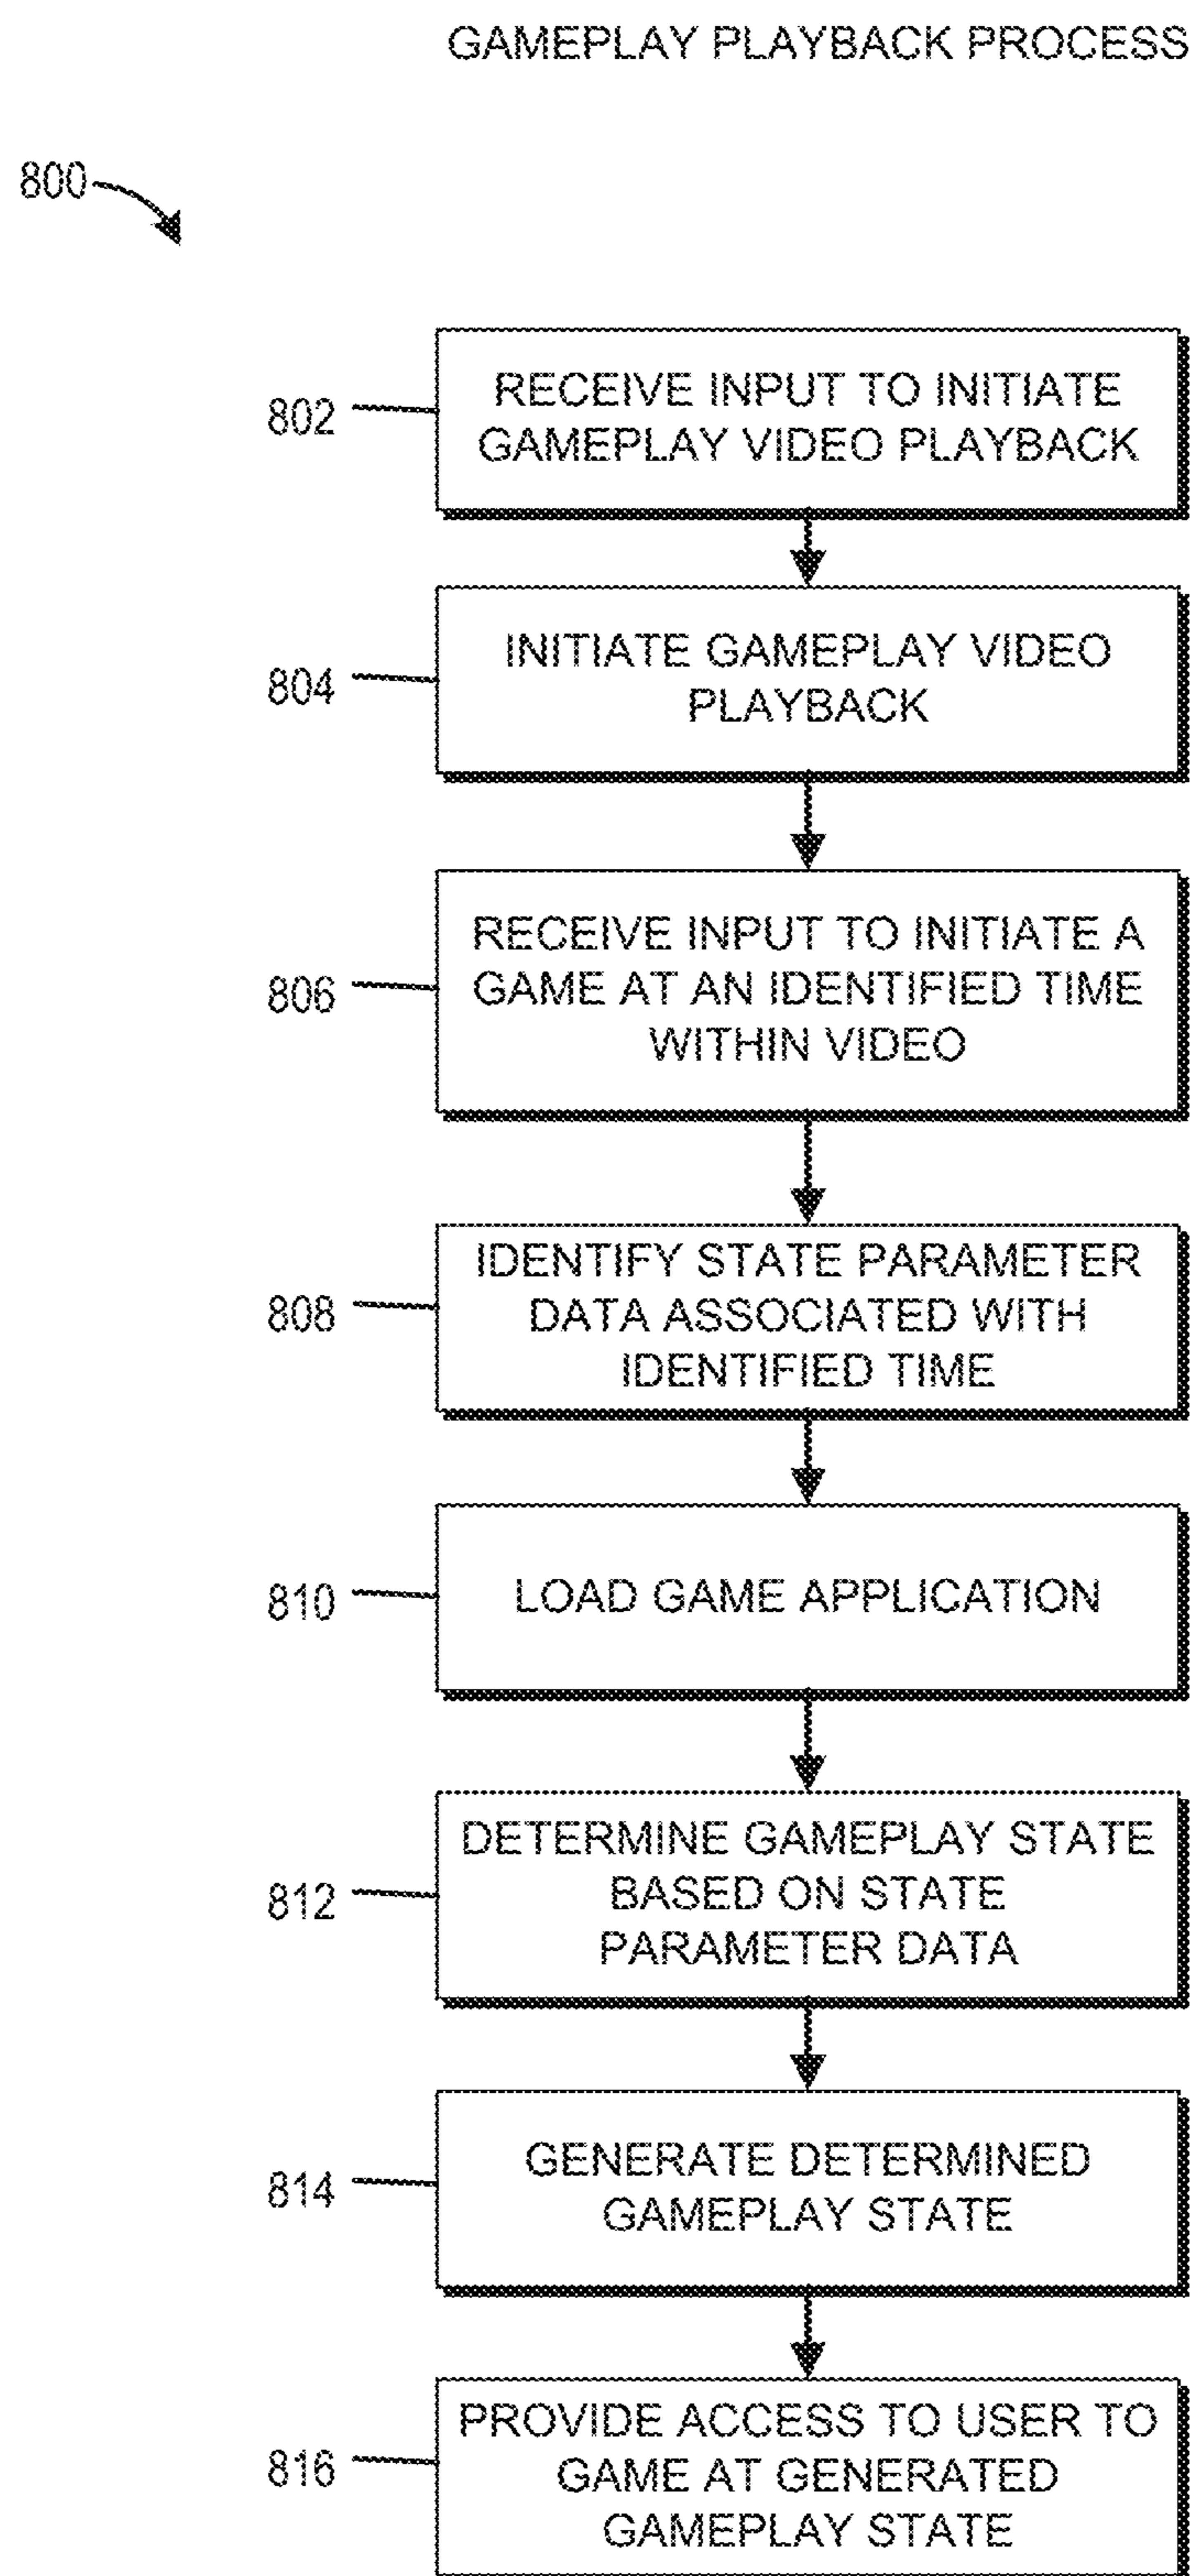 GAMEPLAY PLAYBACK PROCESS
800
802
RECEIVE INPUT TO INITIATE
GAMEPLAY VIDEO PLAYBACK
804
INITIATE GAMEPLAY VIDEO
PLAYBACK
806
RECEIVE INPUT TO INITIATE A
GAME AT AN IDENTIFIED TIME
WITHIN VIDEO
808
IDENTIFY STATE PARAMETER
DATA ASSOCIATED WITH
IDENTIFIED TIME
810
LOAD GAME APPLICATION
812
DETERMINE GAMEPLAY STATE
BASED ON STATE
PARAMETER DATA
814
GENERATE DETERMINED
GAMEPLAY STATE
816
PROVIDE ACCESS TO USER TO
GAME AT GENERATED
GAMEPLAY STATE